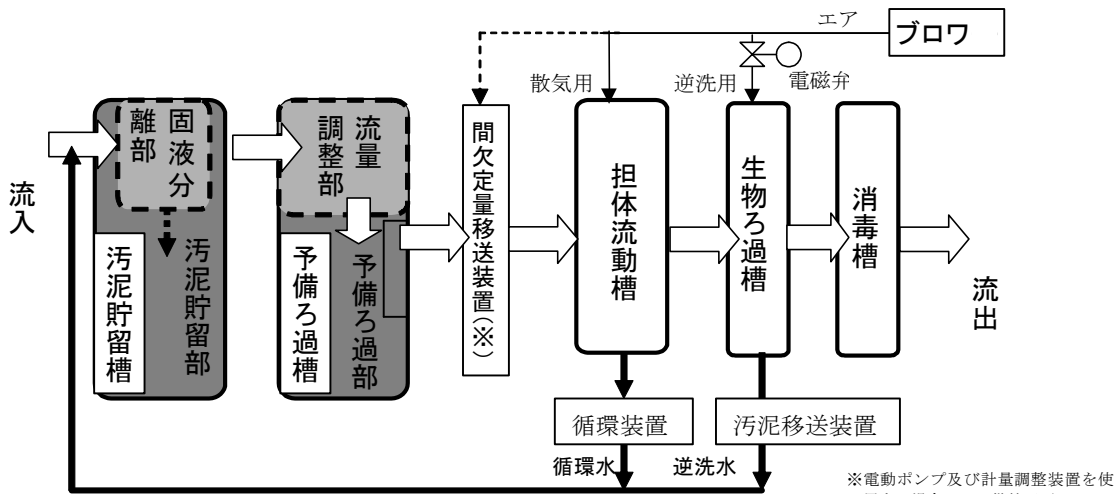 エア
ブロワ
散気用
逆洗用
電磁弁
流入
固液分離部
汚泥貯留槽
汚泥貯留部
流量調整部
予備ろ過槽
予備ろ過部
間欠定量移送装置(※)
担体流動槽
生物ろ過槽
消毒槽
流出
循環装置
汚泥移送装置
循環水
逆洗水
※電動ポンプ及び計量調整装置を使